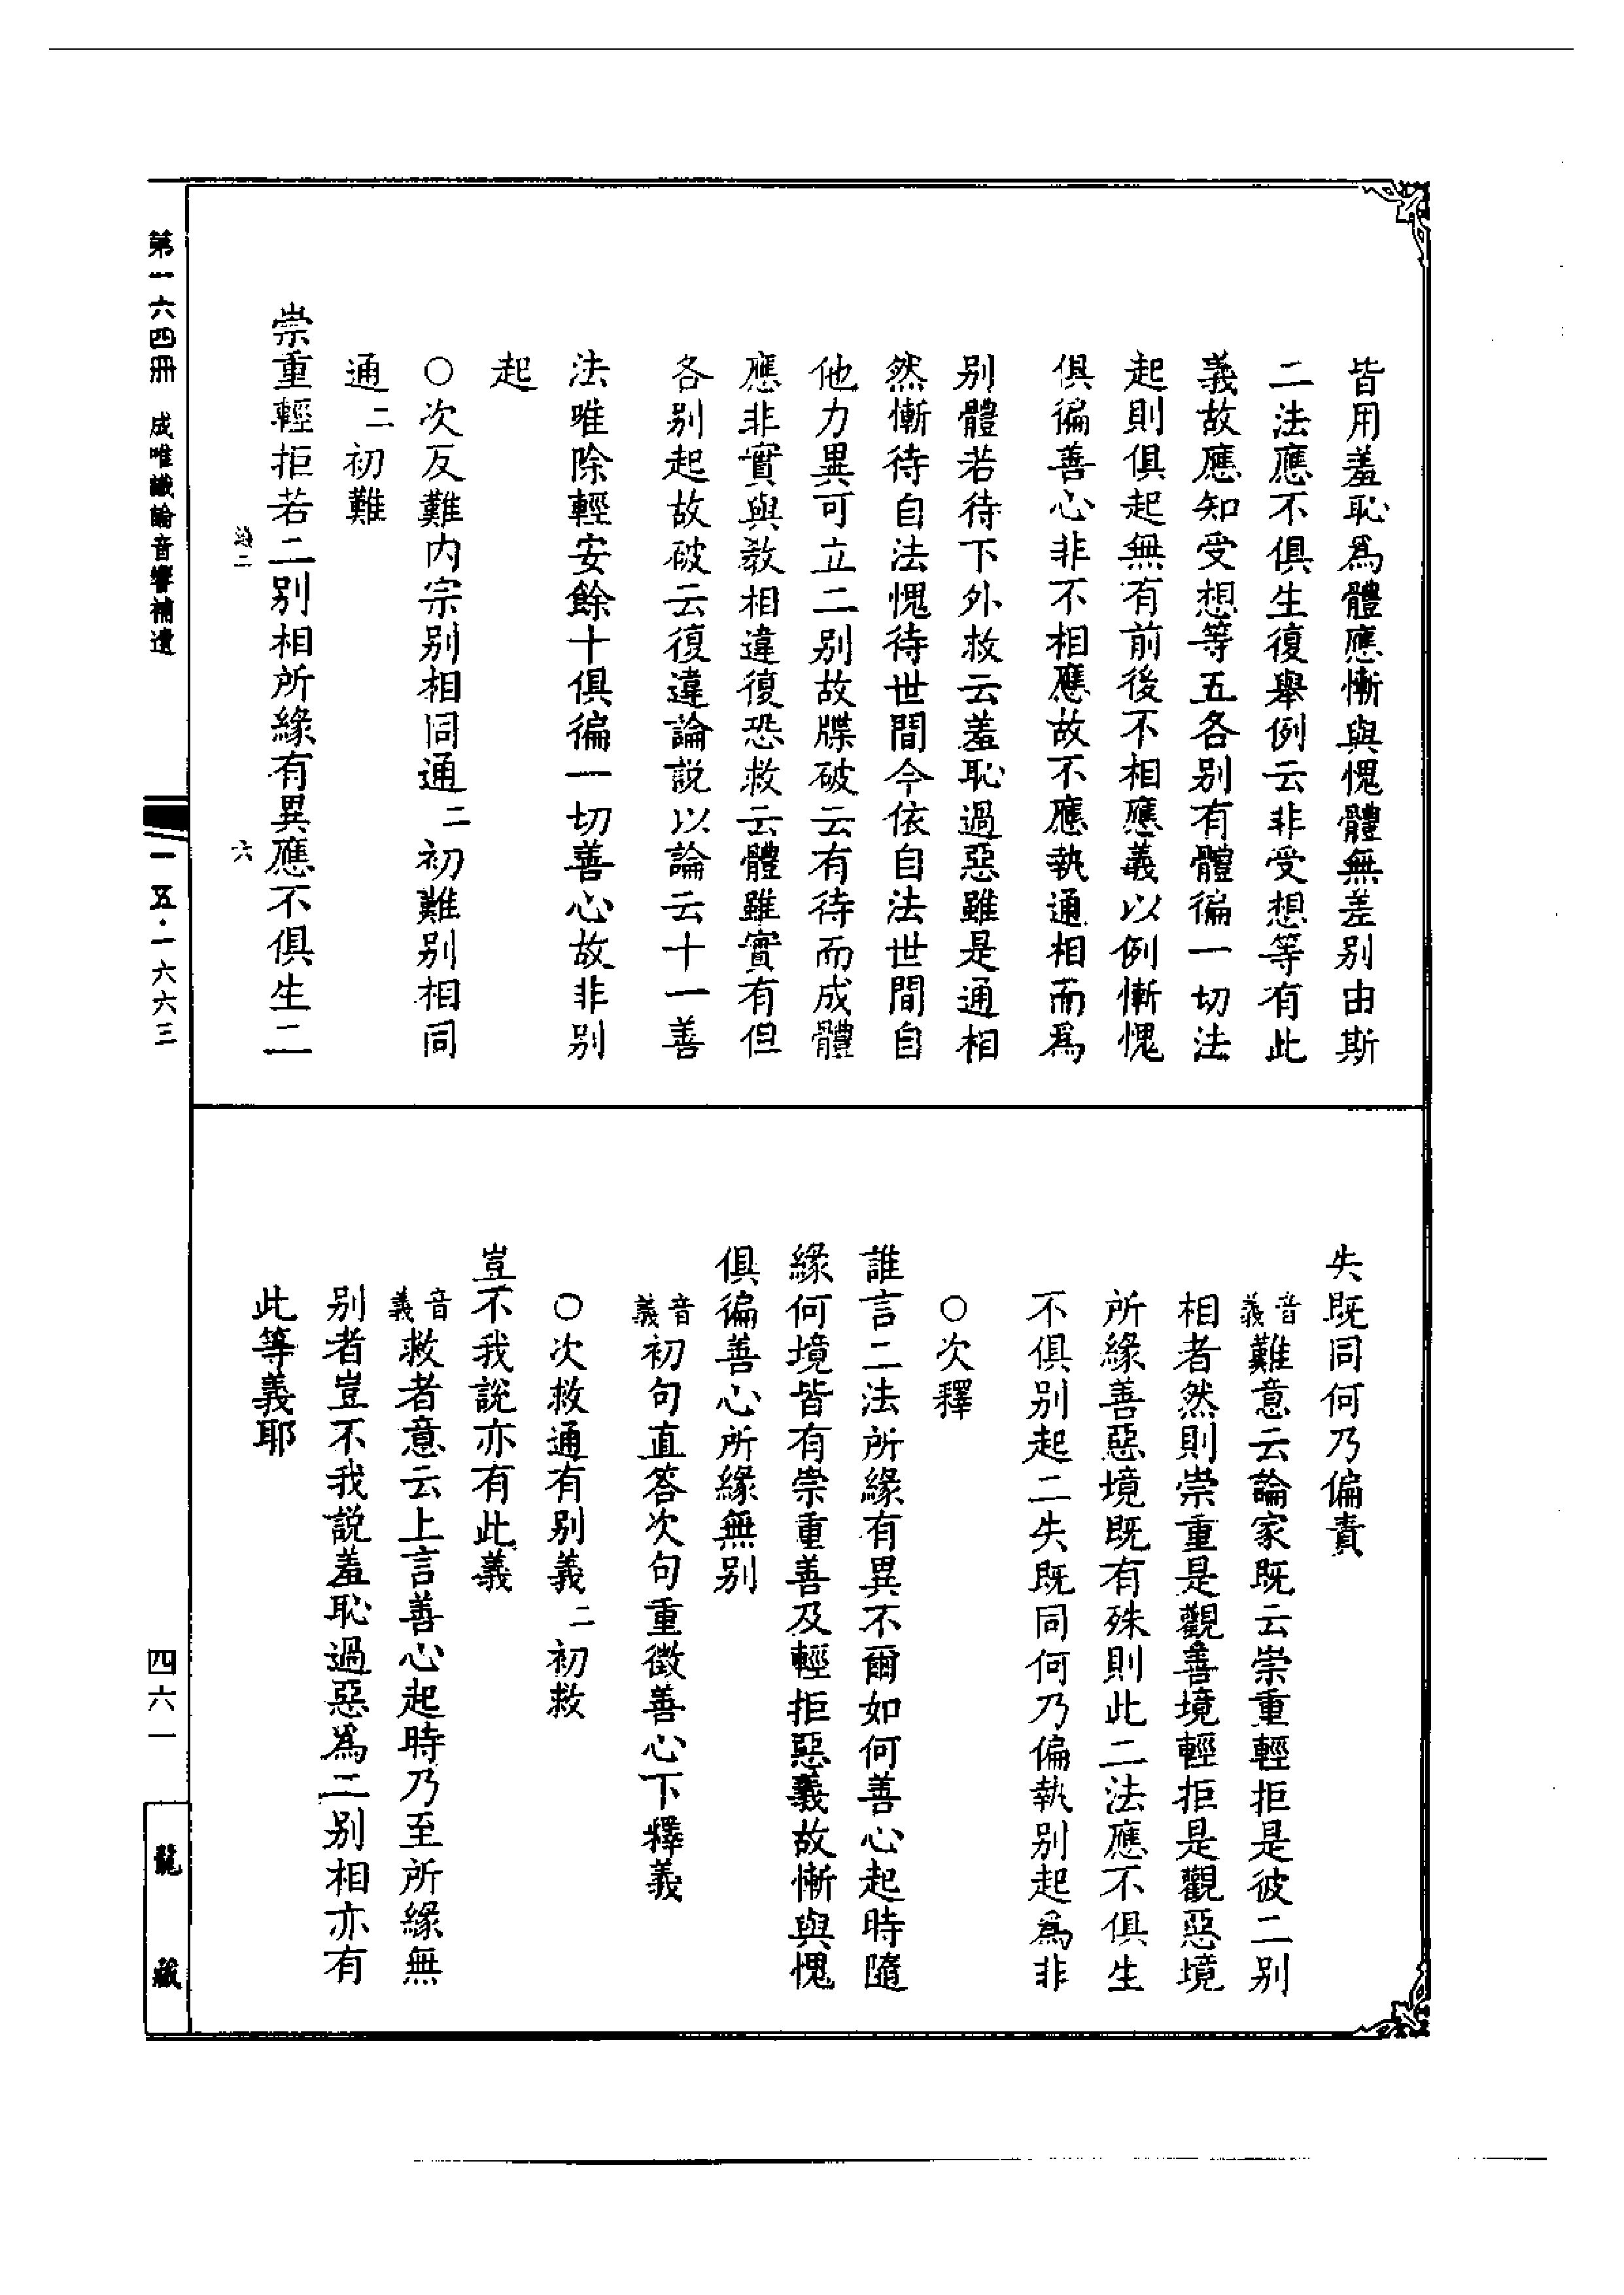 皆用羞恥爲體應慚與愧體無差別由斯
二法應不俱生復舉例云非受想等有此
義故應知受想等五各別有體徧一切法
起則俱起無有前後不相應義以例慚愧
俱徧善心非不相應故不應執通相而爲
別體若待下外救云羞恥過惡雖是通相
然慚待自法愧待世間今依自法世間自
他力異可立二別故牒破云有待而成體
應非實與教相違復恐救云體雖實有但
各別起故破云復違論說以論云十一善
法唯除輕安餘十俱徧一切善心故非別
起
○次反難內宗別相同通二初難別相同
通二初難
崇重輕拒若二別相所緣有異應不俱生二
二
六
失既同何乃偏責
音義難意云論家既云崇重輕拒是彼二別
相者然則崇重是觀善境輕拒是觀惡境
所緣善惡境既有殊則此二法應不俱生
不俱別起二失既同何乃偏執別起爲非
○次釋
誰言二法所緣有異不爾如何善心起時隨
緣何境皆有崇重善及輕拒惡義故慚與愧
俱徧善心所緣無別
音義初句直答次句重徵善心下釋義
○次救通有別義二初救
豈不我說亦有此義
音義救者意云上言善心起時乃至所緣無
別者豈不我說羞恥過惡為二別相亦有
此等義耶
第一六四冊 成唯識論音響補遺
一五·一六六三
四六一
龍藏